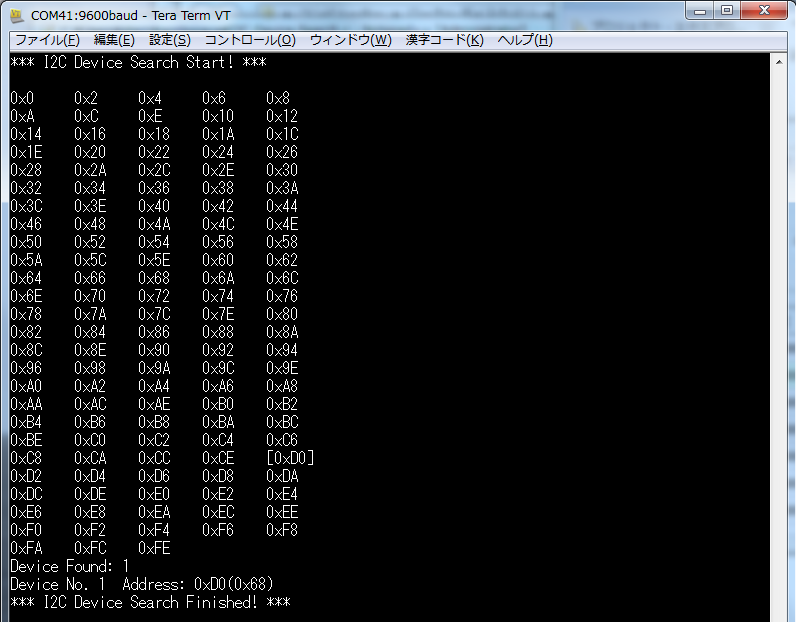 COM41:9600baud - Tera Term VT
ファイル(F) 編集(E) 設定(S) コントロール(O) ウィンドウ(W) 漢字コード(K) ヘルプ(H)
*** I2C Device Search Start! ***
0x0 0x2 0x4 0x6 0x8
0xA 0xC 0xE 0x10 0x12
0x14 0x16 0x18 0x1A 0x1C
0x1E 0x20 0x22 0x24 0x26
0x28 0x2A 0x2C 0x2E 0x30
0x32 0x34 0x36 0x38 0x3A
0x3C 0x3E 0x40 0x42 0x44
0x46 0x48 0x4A 0x4C 0x4E
0x50 0x52 0x54 0x56 0x58
0x5A 0x5C 0x5E 0x60 0x62
0x64 0x66 0x68 0x6A 0x6C
0x6E 0x70 0x72 0x74 0x76
0x78 0x7A 0x7C 0x7E 0x80
0x82 0x84 0x86 0x88 0x8A
0x8C 0x8E 0x90 0x92 0x94
0x96 0x98 0x9A 0x9C 0x9E
0xA0 0xA2 0xA4 0xA6 0xA8
0xAA 0xAC 0xAE 0xB0 0xB2
0xB4 0xB6 0xB8 0xBA 0xBC
0xBE 0xC0 0xC2 0xC4 0xC6
0xC8 0xCA 0xCC 0xCE [0xD0]
0xD2 0xD4 0xD6 0xD8 0xDA
0xDC 0xDE 0xE0 0xE2 0xE4
0xE6 0xE8 0xEA 0xEC 0xEE
0xF0 0xF2 0xF4 0xF6 0xF8
0xFA 0xFC 0xFE
Device Found: 1
Device No. 1 Address: 0xD0(0x68)
*** I2C Device Search Finished! ***